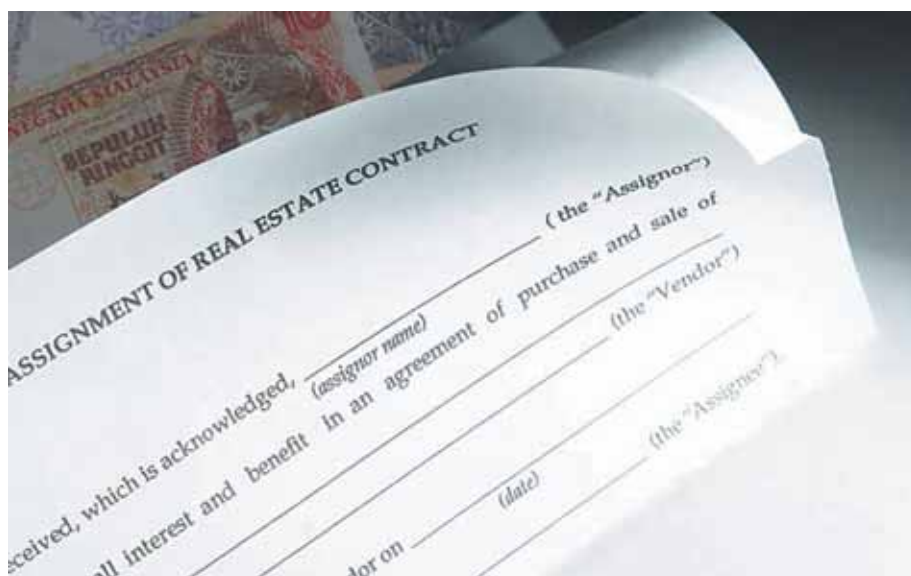 NEGARA MALAYSIA
SEPULUH
RINGGIT
ASSIGNMENT OF REAL ESTATE CONTRACT
eceived, which is acknowledged, ( the “Assignor”)
(assignor name)
all interest and benefit in an agreement of purchase and sale of
(the “Vendor”)
dor on (the “Assignee”)
(date)